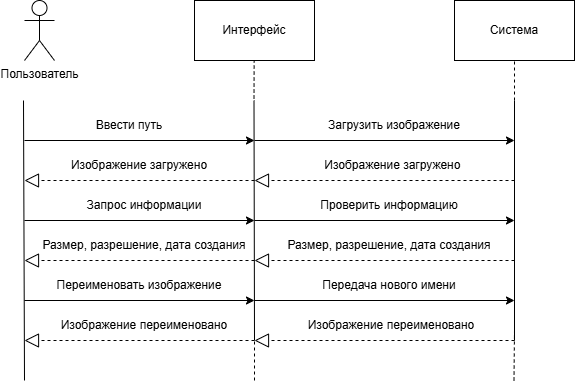 Интерфейс
Система
Пользователь
Ввести путь
Загрузить изображение
Изображение загружено
Изображение загружено
Запрос информации
Проверить информацию
Размер, разрешение, дата создания
Размер, разрешение, дата создания
Переименовать изображение
Передача нового имени
Изображение переименовано
Изображение переименовано